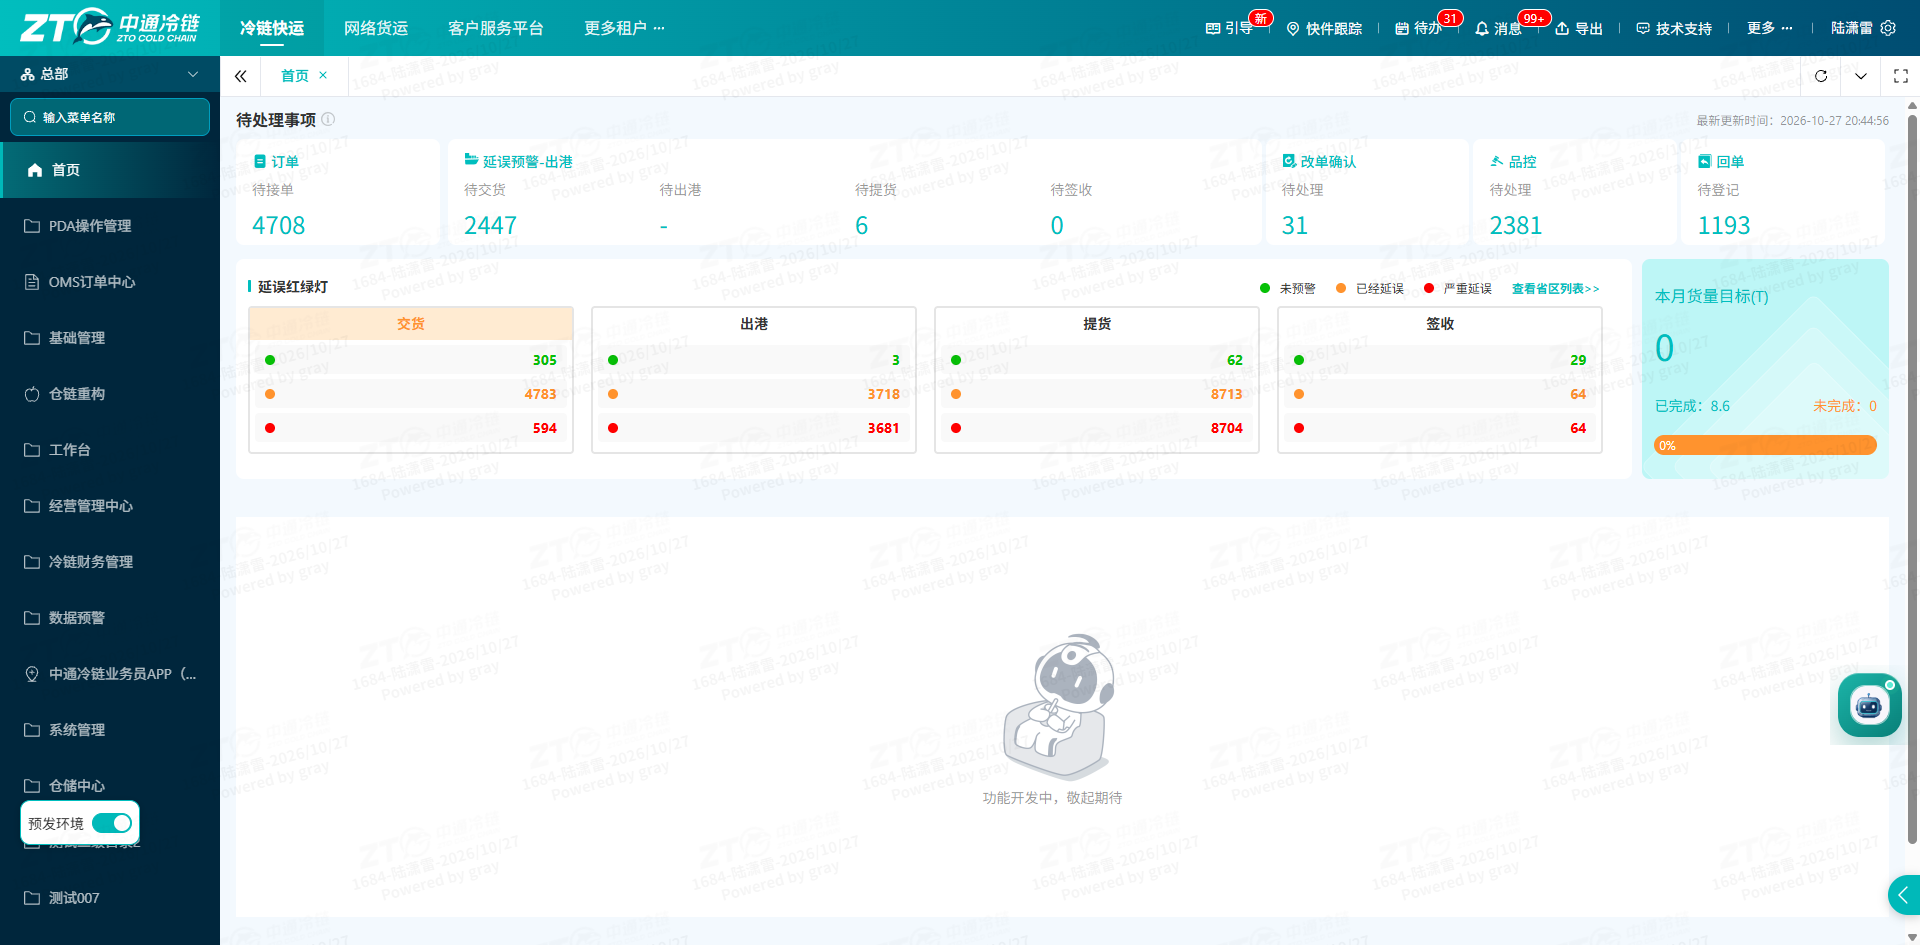 ZTO 中通冷链
ZTO COLD CHAIN
冷链快运
网络货运
客户服务平台
更多租户 ···
引导
新
快件跟踪
待办
31
消息
99+
导出
技术支持
更多 ···
陆潇雷
总部
首页
输入菜单名称
首页
PDA操作管理
OMS订单中心
基础管理
仓链重构
工作台
经营管理中心
冷链财务管理
数据预警
中通冷链业务员APP（...
系统管理
仓储中心
预发环境
测试007
待处理事项
最新更新时间：2026-10-27 20:44:56
订单
待接单
4708
延误预警-出港
待交货
2447
待出港
-
待提货
6
待签收
0
改单确认
待处理
31
品控
待处理
2381
回单
待登记
1193
延误红绿灯
未预警
已经延误
严重延误
查看省区列表>>
交货
305
4783
594
出港
3
3718
3681
提货
62
8713
8704
签收
29
64
64
本月货量目标(T)
0
已完成：8.6
未完成：0
0%
功能开发中，敬起期待
1684-陆潇雷-2026/10/27
Powered by gray